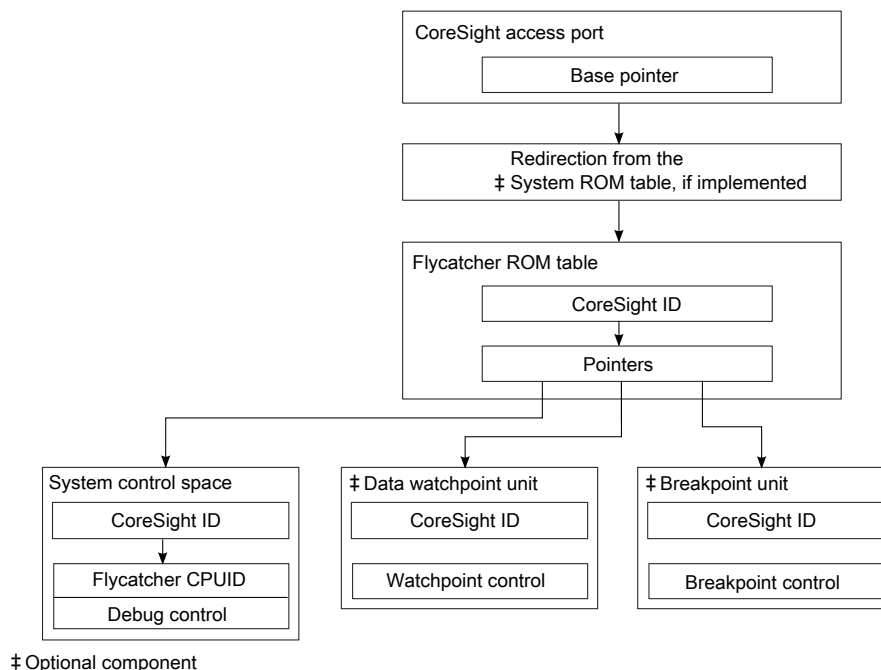 CoreSight access port
Base pointer
Redirection from the
‡ System ROM table, if implemented
Flycatcher ROM table
CoreSight ID
Pointers
System control space
CoreSight ID
Flycatcher CPUID
Debug control
‡ Data watchpoint unit
CoreSight ID
Watchpoint control
‡ Breakpoint unit
CoreSight ID
Breakpoint control
‡ Optional component